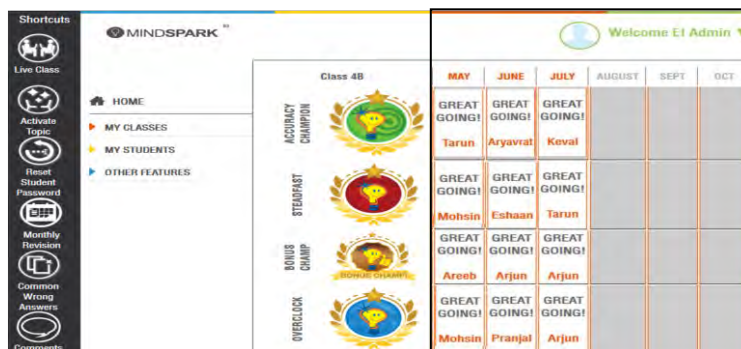 Shortcuts
Live Class
Activate
Topic
Reset
Student
Password
Monthly
Revision
Common
Wrong
Answers
Comments
MINDSPARK
HOME
MY CLASSES
MY STUDENTS
OTHER FEATURES
Welcome EI Admin
Class 4B
MAY JUNE JULY AUGUST SEPT OCT
ACCURACY
CHAMPION
GREAT GREAT GREAT
GOING! GOING! GOING!
Tarun Aryavrat Keval
STEADFAST
GREAT GREAT GREAT
GOING! GOING! GOING!
Mohsin Eshaan Tarun
BONUS
CHAMP
BONUS CHAMP!
GREAT GREAT GREAT
GOING! GOING! GOING!
Areeb Arjun Arjun
OVERCLOCK
GREAT GREAT GREAT
GOING! GOING! GOING!
Mohsin Pranjal Arjun